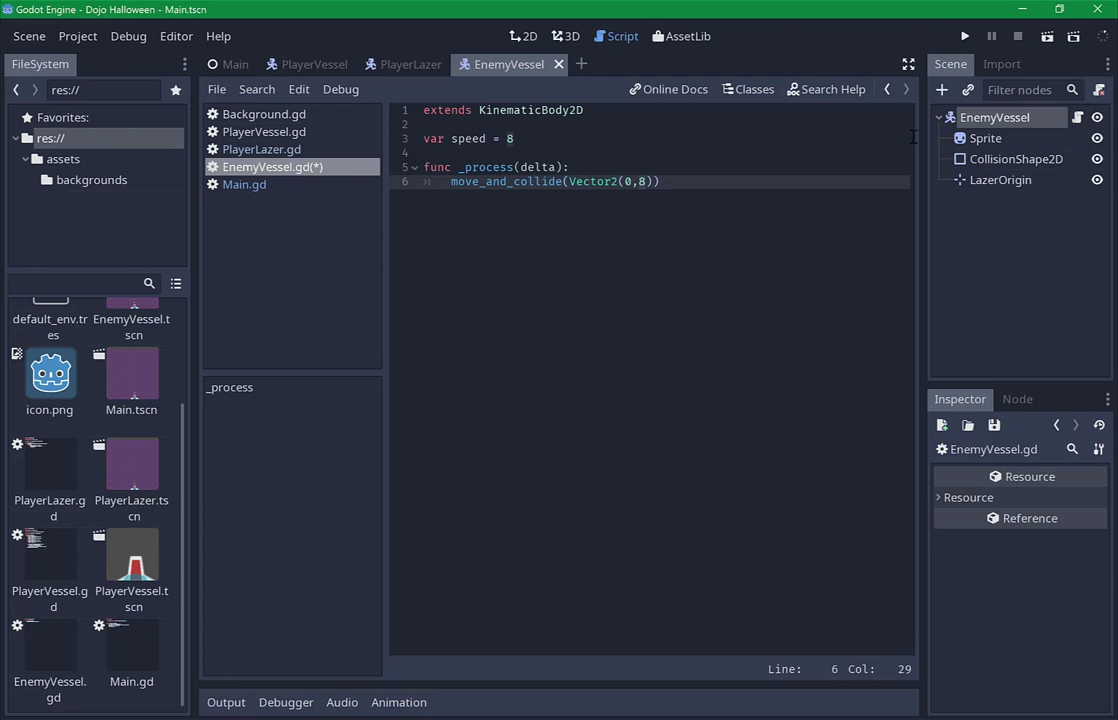 Godot Engine - Dojo Halloween - Main.tscn
Scene Project Debug Editor Help
2D 3D Script AssetLib
FileSystem
res://
Favorites:
res://
assets
backgrounds
default_env.tres
EnemyVessel.tscn
icon.png
Main.tscn
PlayerLazer.gd
PlayerLazer.tscn
PlayerVessel.gd
PlayerVessel.tscn
EnemyVessel.gd
Main.gd
Main PlayerVessel PlayerLazer EnemyVessel
File Search Edit Debug
Online Docs Classes Search Help
Background.gd
PlayerVessel.gd
PlayerLazer.gd
EnemyVessel.gd(*)
Main.gd
_process
1 extends KinematicBody2D
2
3 var speed = 8
4
5 func _process(delta):
6 move_and_collide(Vector2(0,8))
Line: 6 Col: 29
Output Debugger Audio Animation
Scene Import
Filter nodes
EnemyVessel
Sprite
CollisionShape2D
LazerOrigin
Inspector Node
EnemyVessel.gd
Resource
Resource
Reference